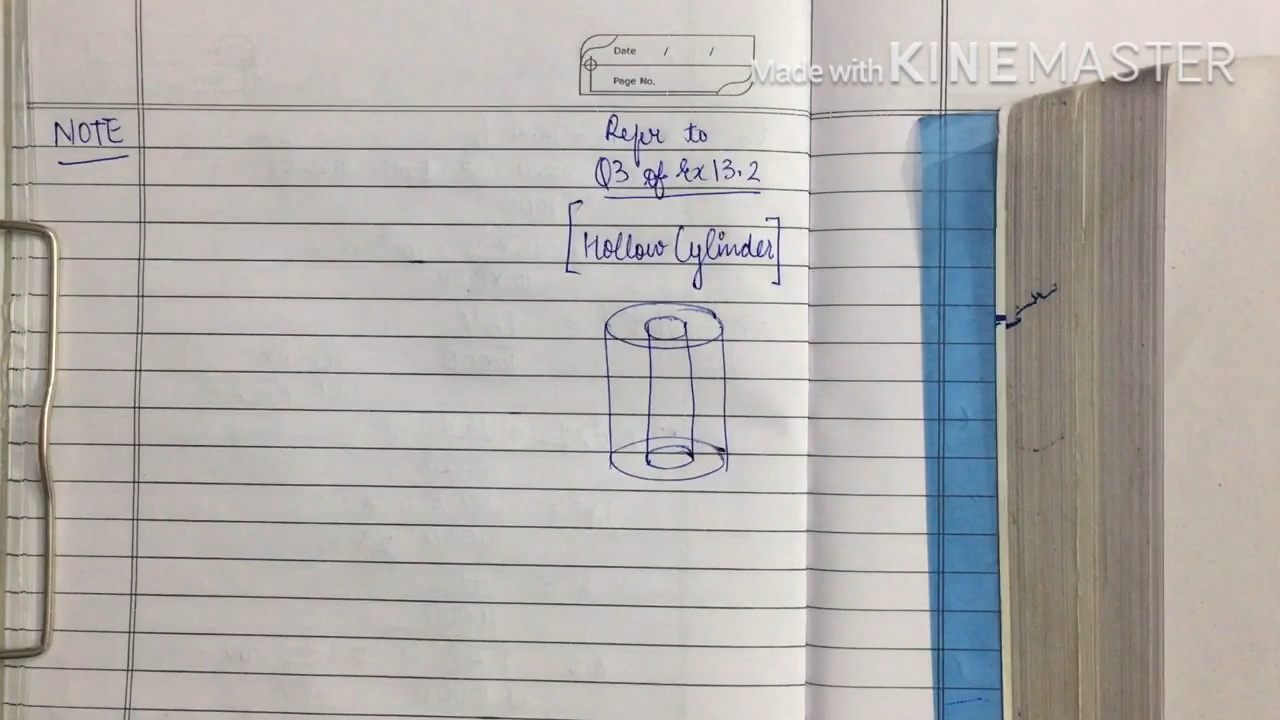 Date / /
Page No.
Made with KINEMASTER
NOTE
Refer to
Q3 of Ex 13.2
[Hollow Cylinder]